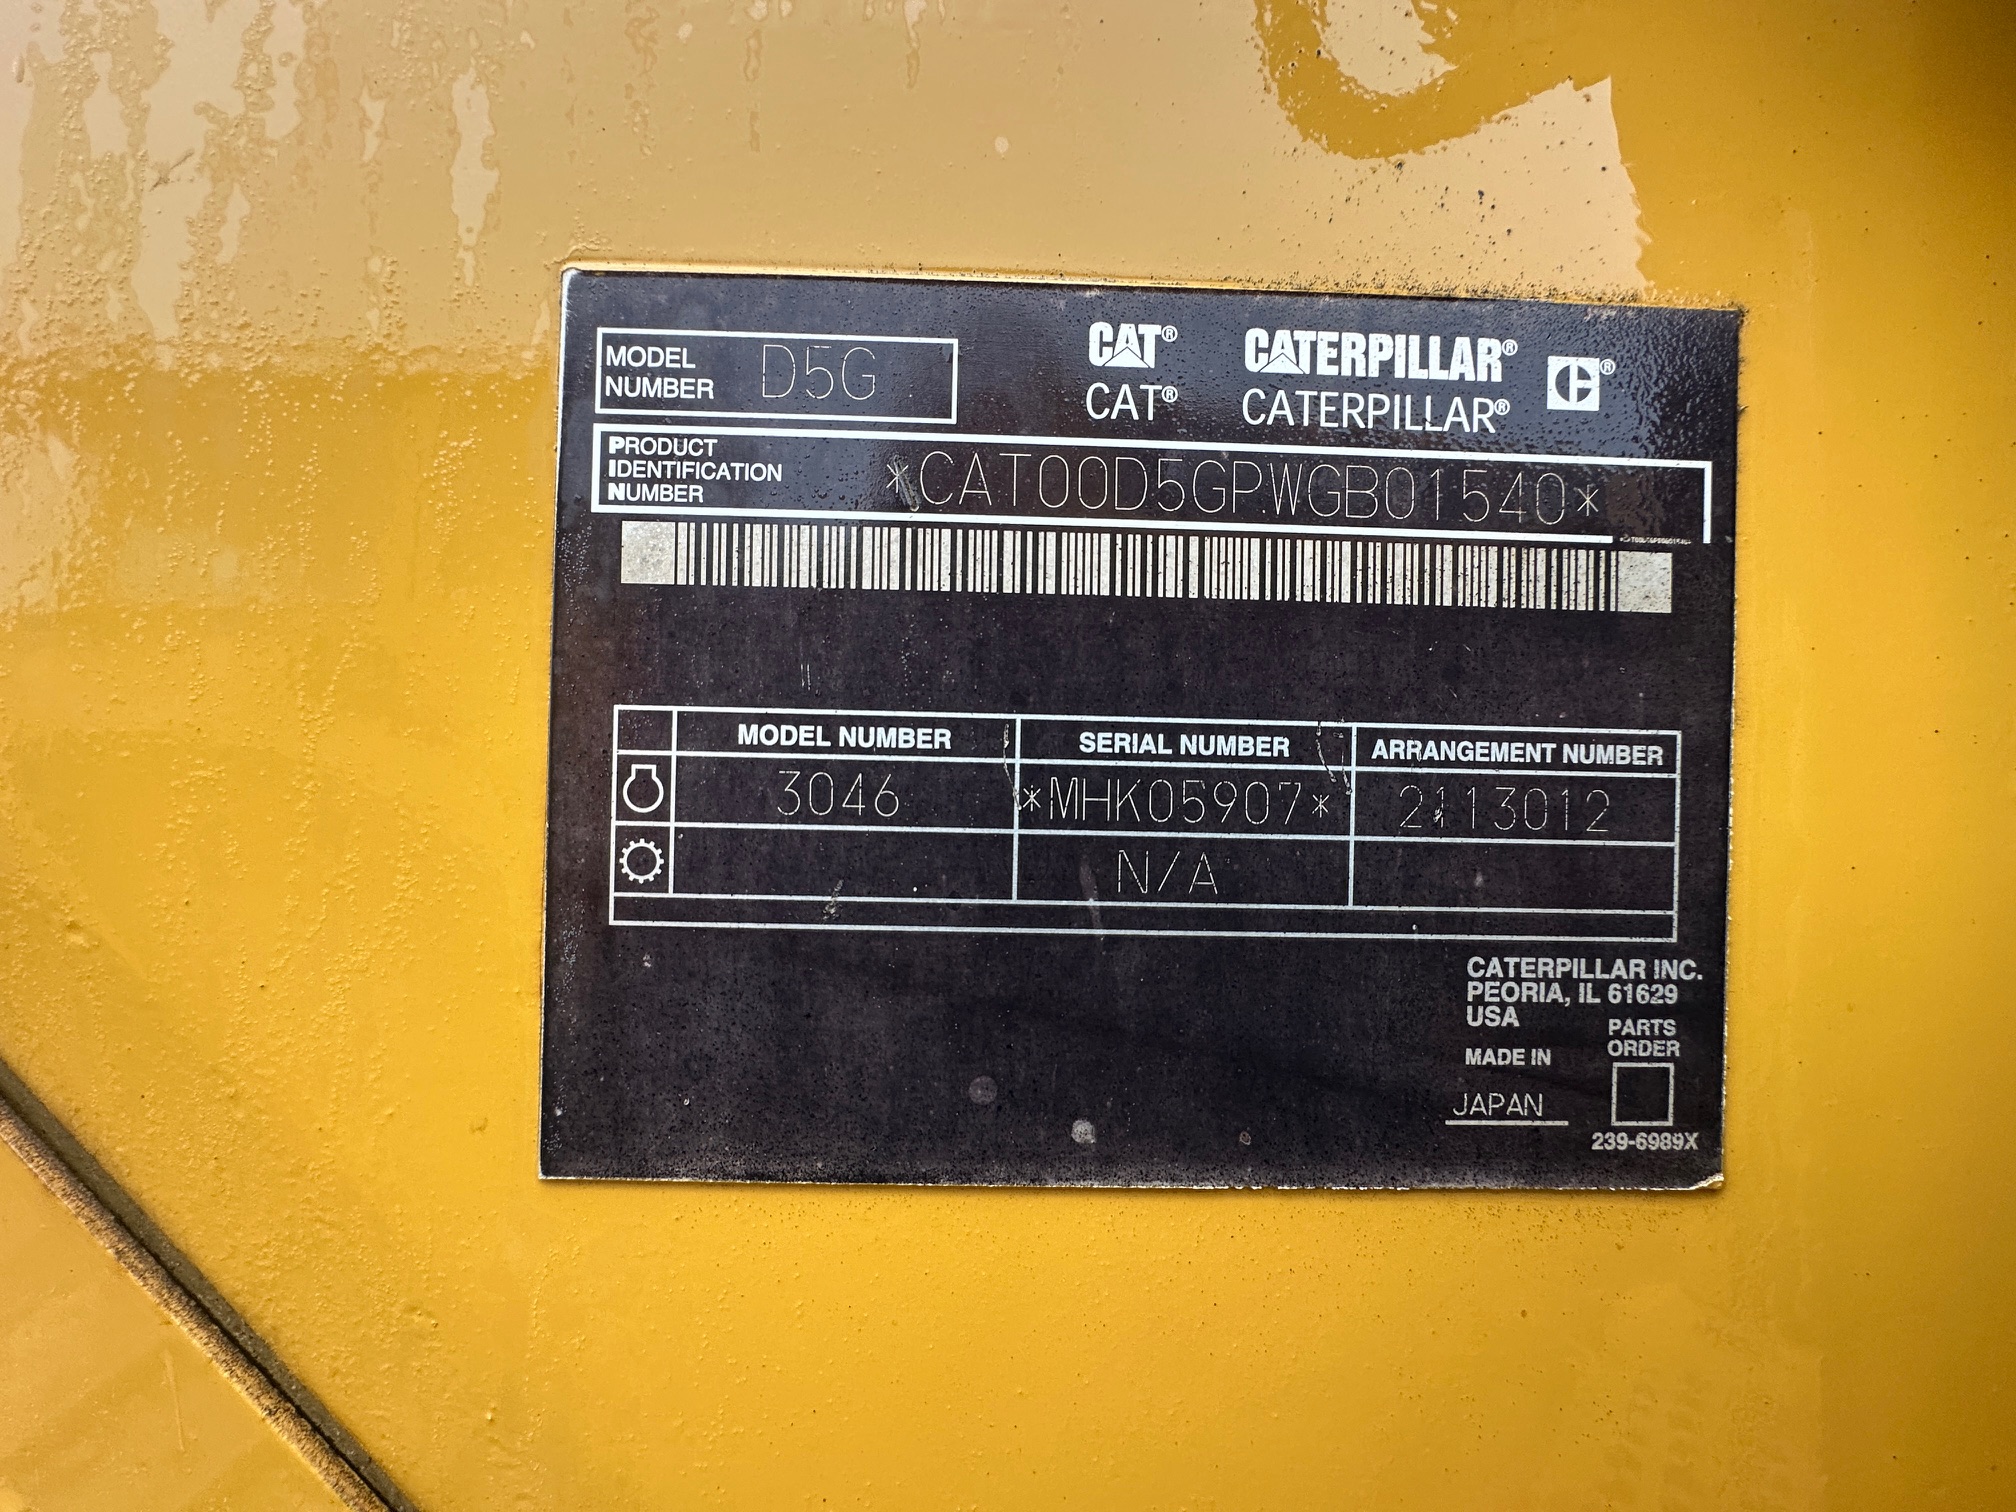 MODEL NUMBER D5G
CAT® CATERPILLAR® C®
CAT® CATERPILLAR®
PRODUCT
IDENTIFICATION
NUMBER
*CAT00D5GPWGB01540*
MODEL NUMBER SERIAL NUMBER ARRANGEMENT NUMBER
3046 *MHK05907* 2113012
N/A
CATERPILLAR INC.
PEORIA, IL 61629
USA
PARTS
ORDER
MADE IN
JAPAN
239-6989X